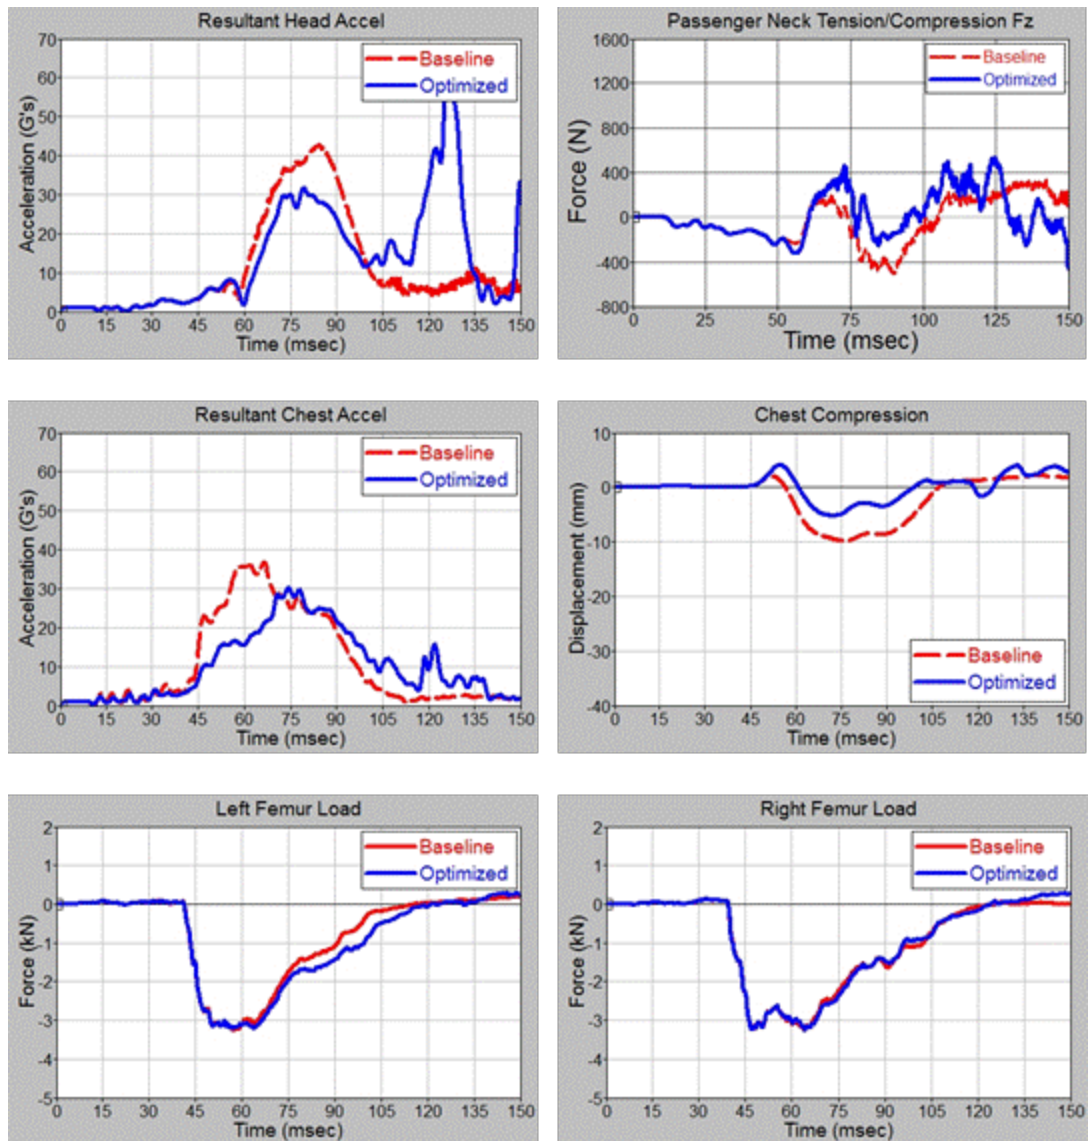 Resultant Head Accel
Acceleration (G's)
70
60
50
40
30
20
10
0
Baseline
Optimized
0 15 30 45 60 75 90 105 120 135 150
Time (msec)
Passenger Neck Tension/Compression Fz
Force (N)
1600
1200
800
400
0
-400
-800
Baseline
Optimized
0 25 50 75 100 125 150
Time (msec)
Resultant Chest Accel
Acceleration (G's)
70
60
50
40
30
20
10
0
Baseline
Optimized
0 15 30 45 60 75 90 105 120 135 150
Time (msec)
Chest Compression
Displacement (mm)
10
0
-10
-20
-30
-40
Baseline
Optimized
0 15 30 45 60 75 90 105 120 135 150
Time (msec)
Left Femur Load
Force (kN)
2
1
0
-1
-2
-3
-4
-5
Baseline
Optimized
0 15 30 45 60 75 90 105 120 135 150
Time (msec)
Right Femur Load
Force (kN)
2
1
0
-1
-2
-3
-4
-5
Baseline
Optimized
0 15 30 45 60 75 90 105 120 135 150
Time (msec)